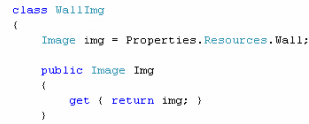 class WallImg
{
    Image img = Properties.Resources.Wall;
    public Image Img
    {
        get { return img; }
    }